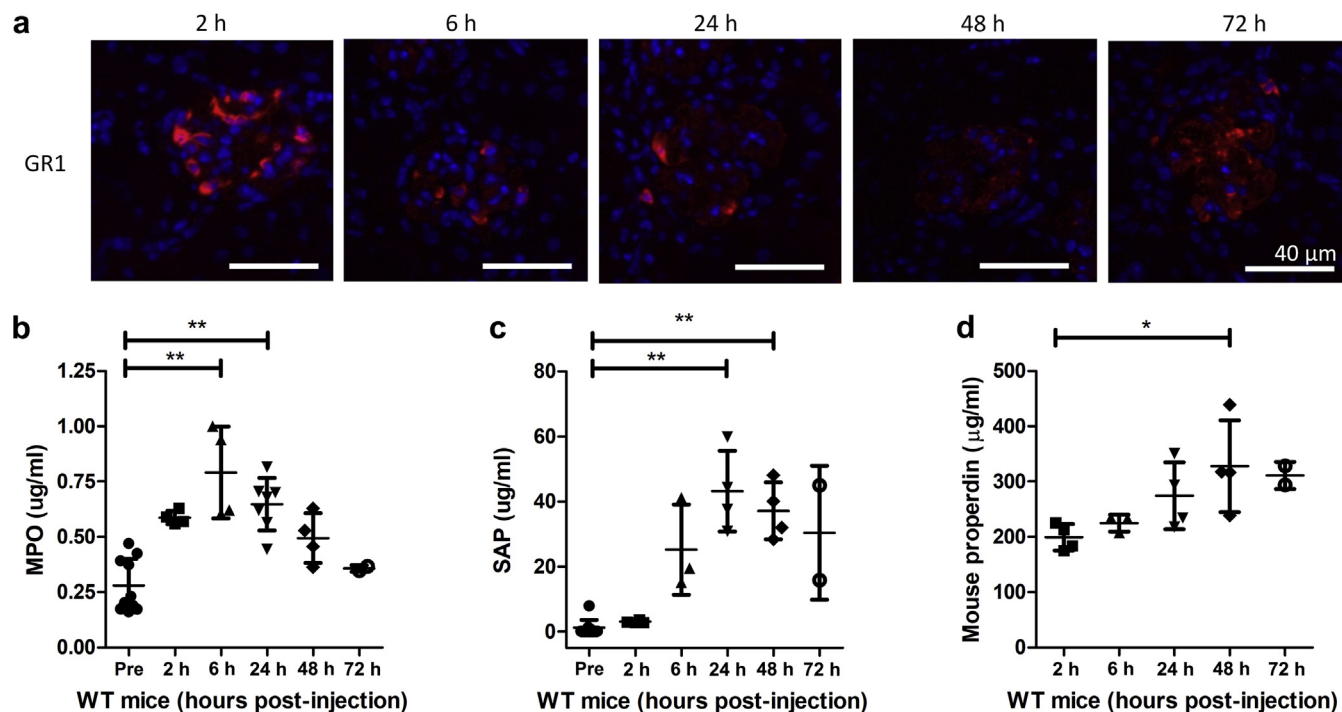 a
2 h 6 h 24 h 48 h 72 h
GR1
40 µm
b
**
**
1.25
1.00
0.75
0.50
0.25
0.00
MPO (ug/ml)
Pre 2 h 6 h 24 h 48 h 72 h
WT mice (hours post-injection)
c
**
**
80
60
40
20
0
SAP (ug/ml)
Pre 2 h 6 h 24 h 48 h 72 h
WT mice (hours post-injection)
d
*
500
400
300
200
100
0
Mouse properdin (µg/ml)
2 h 6 h 24 h 48 h 72 h
WT mice (hours post-injection)